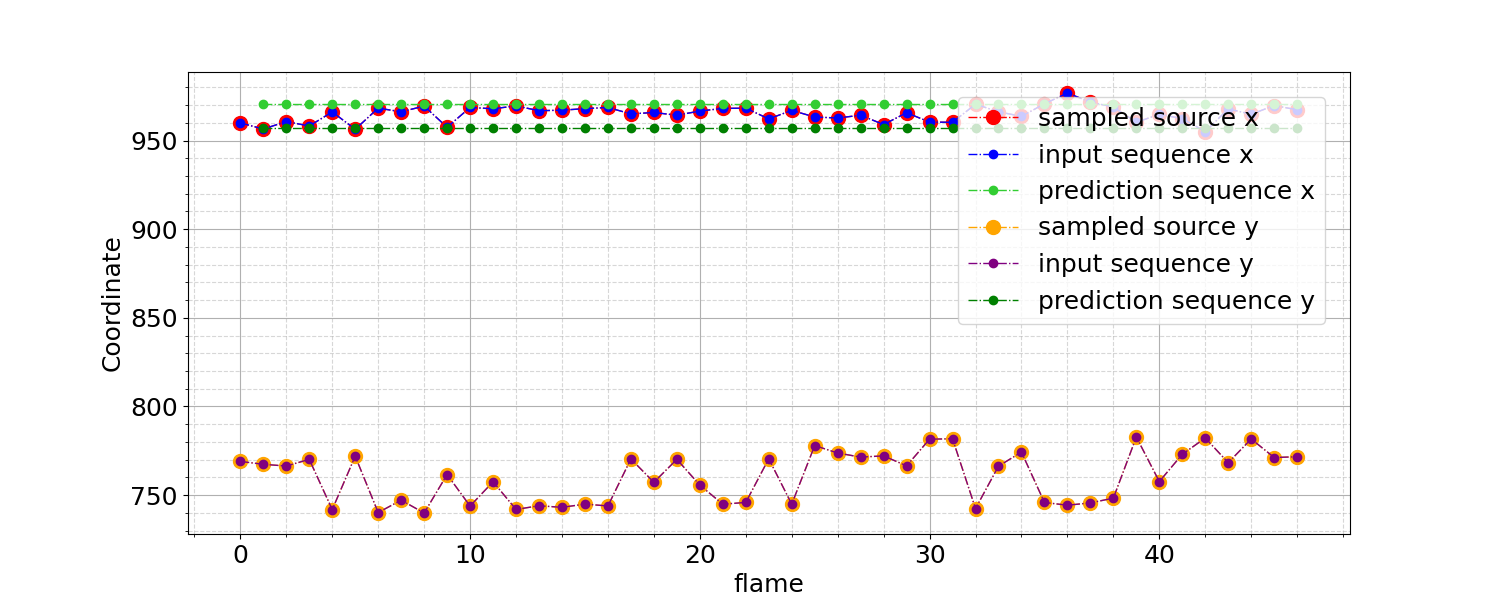 950
900
850
800
750
Coordinate
0 10 20 30 40
flame
sampled source x
input sequence x
prediction sequence x
sampled source y
input sequence y
prediction sequence y